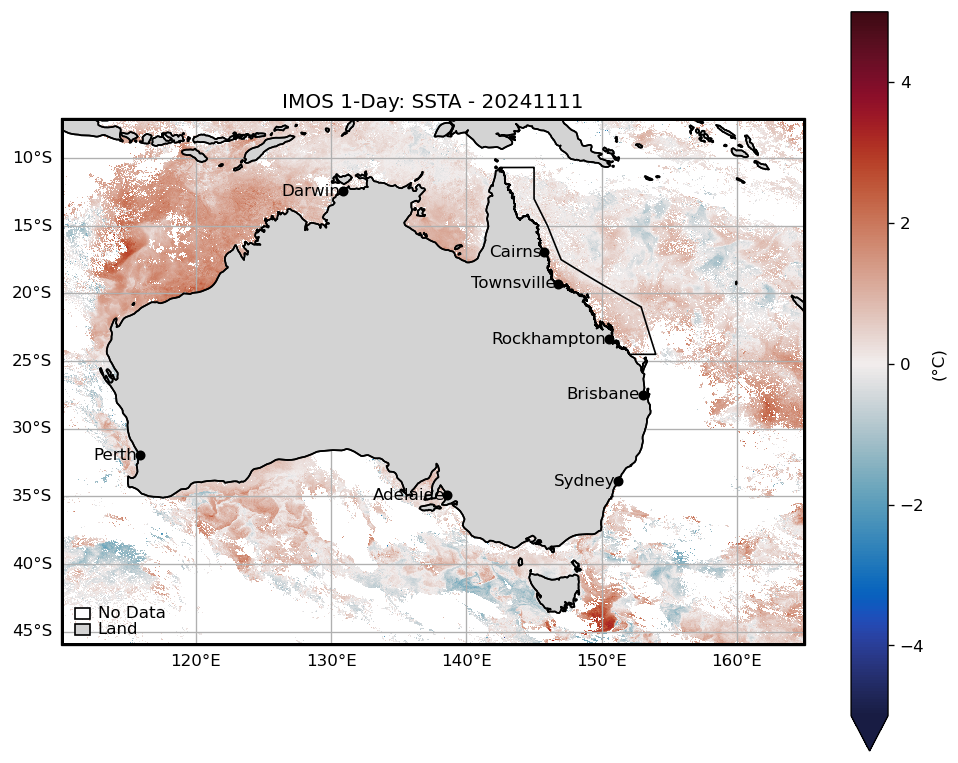 IMOS 1-Day: SSTA - 20241111
10°S
15°S
20°S
25°S
30°S
35°S
40°S
45°S
Darwin
Cairns
Townsville
Rockhampton
Brisbane
Perth
Sydney
Adelaide
No Data
Land
120°E 130°E 140°E 150°E 160°E
4
2
0
−2
−4
(°C)